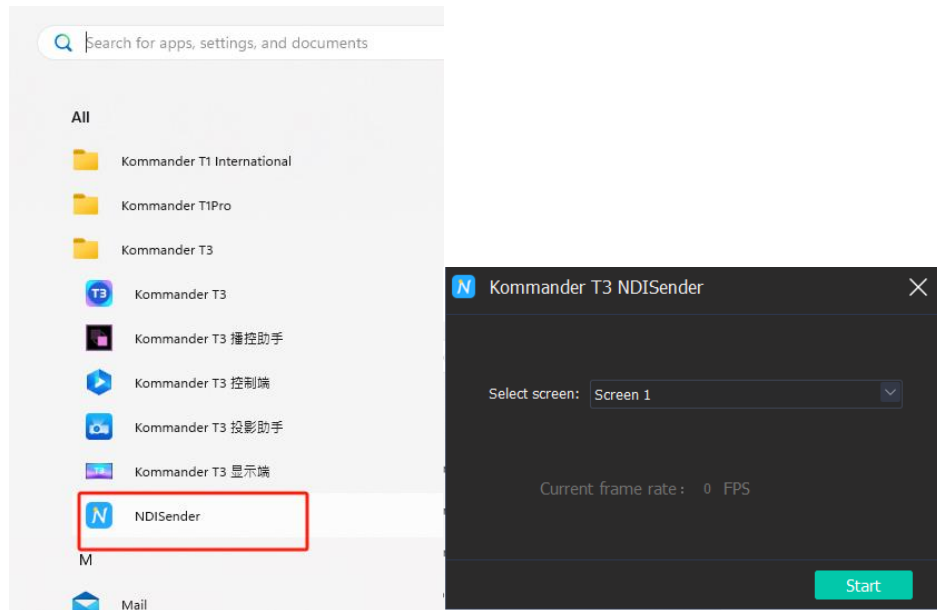 Search for apps, settings, and documents
All
Kommander T1 International
Kommander T1Pro
Kommander T3
T3
Kommander T3
Kommander T3 播控助手
Kommander T3 控制端
Kommander T3 投影助手
T3
Kommander T3 显示端
N
NDISender
M
Mail
N
Kommander T3 NDISender
Select screen: Screen 1
Current frame rate: 0 FPS
Start